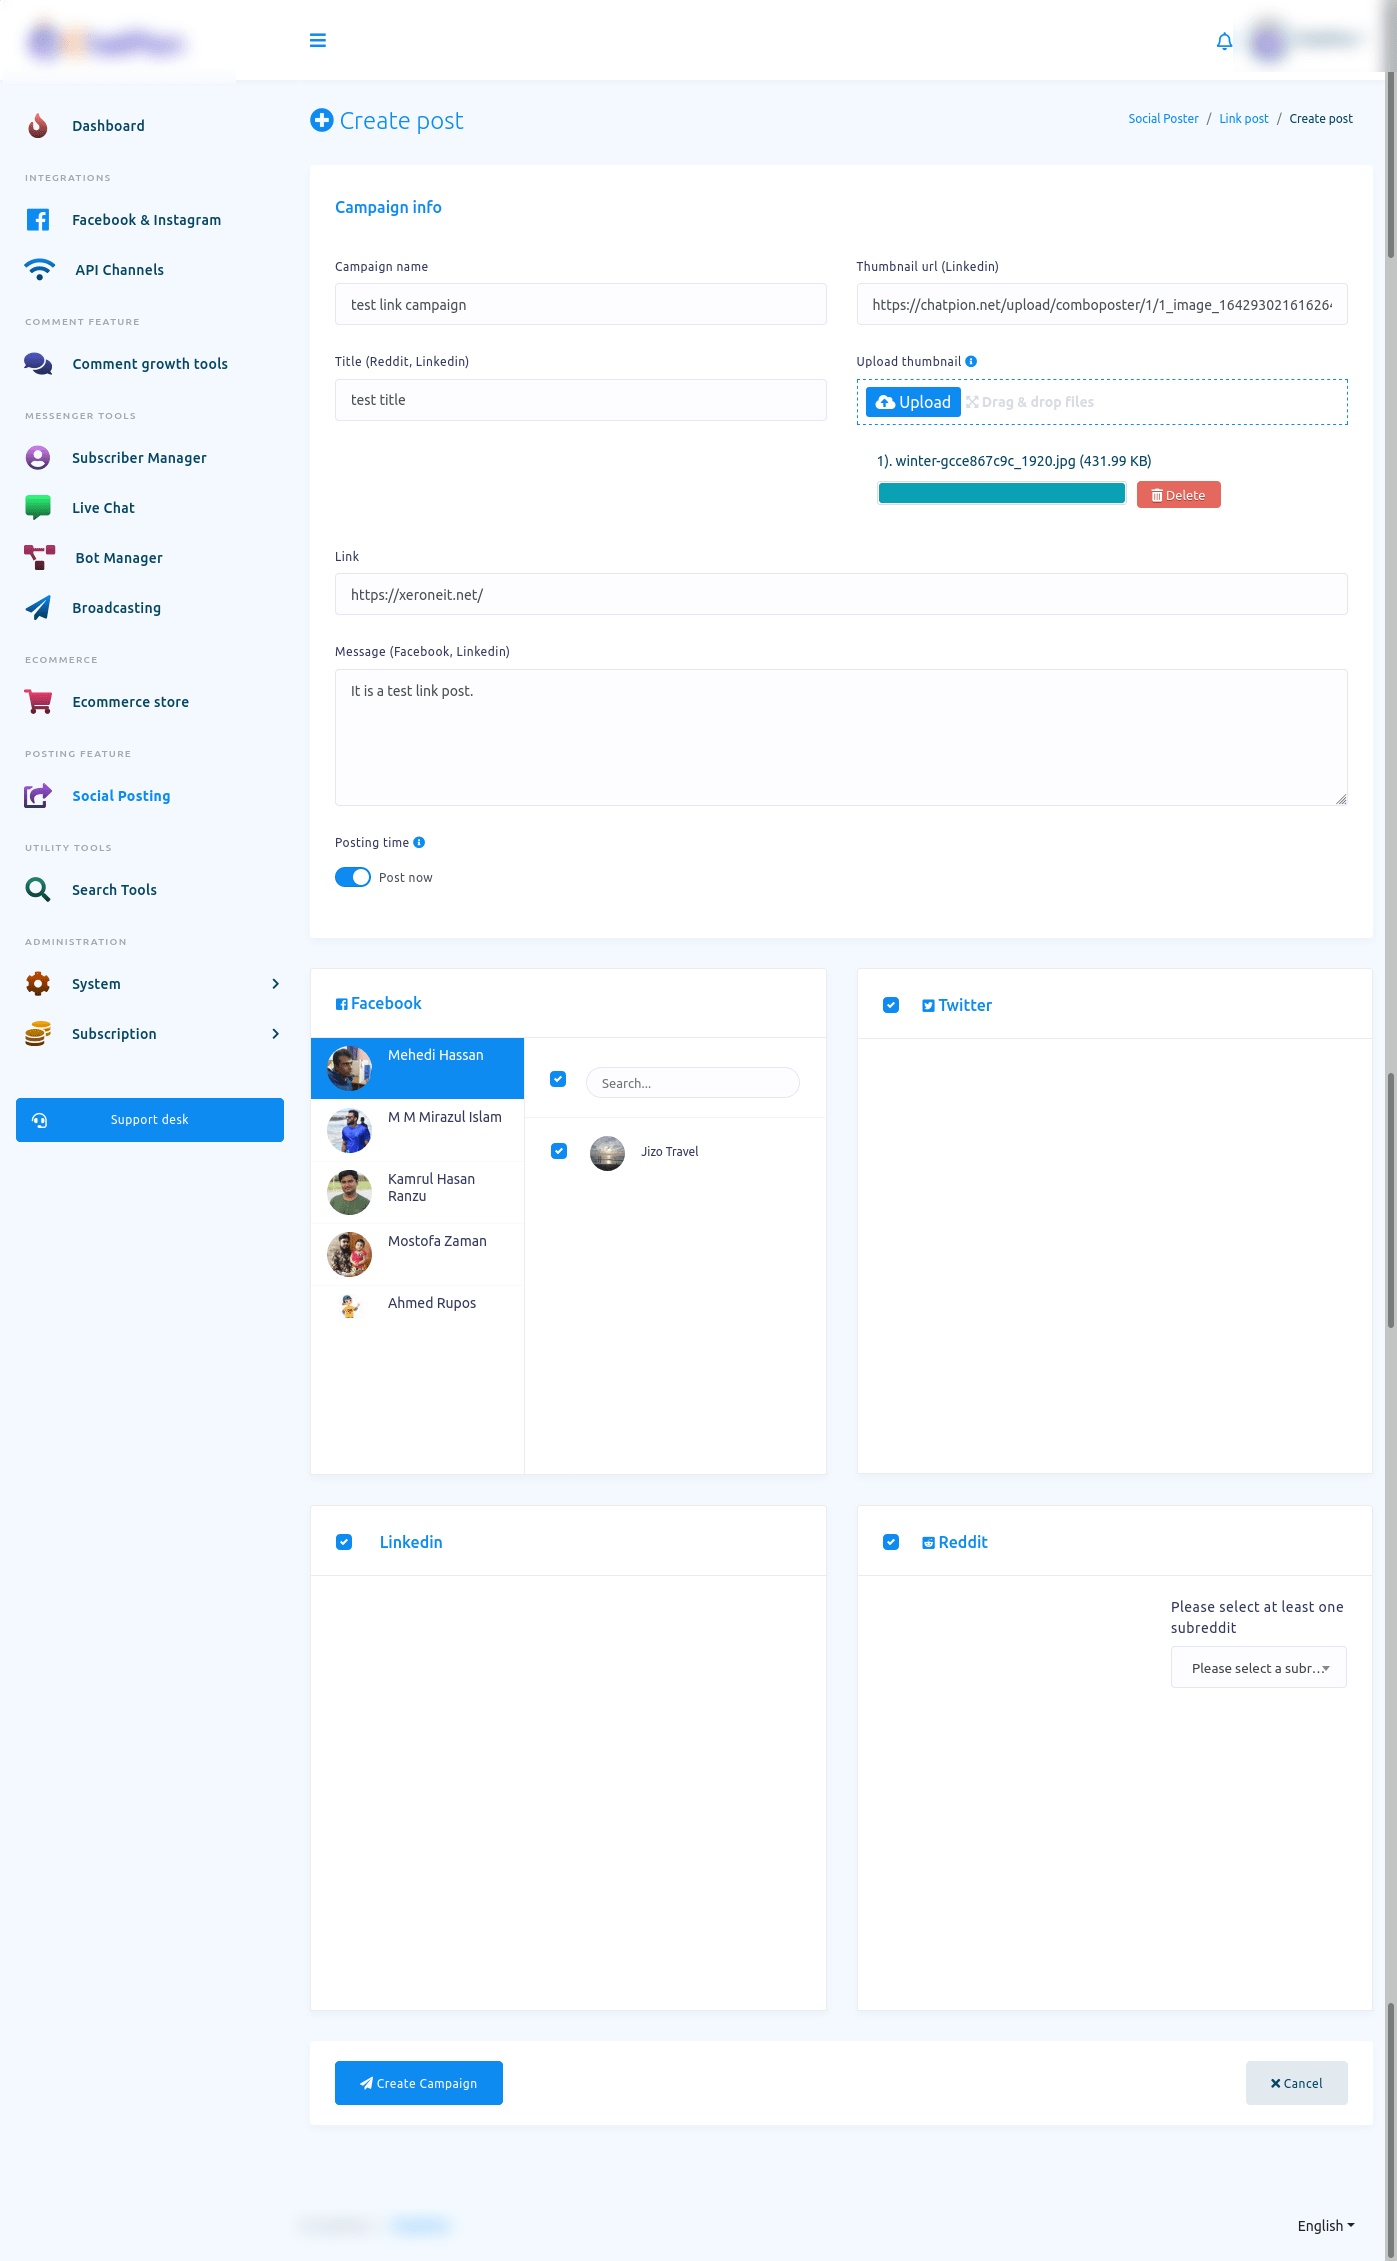 Dashboard
INTEGRATIONS
Facebook & Instagram
API Channels
COMMENT FEATURE
Comment growth tools
MESSENGER TOOLS
Subscriber Manager
Live Chat
Bot Manager
Broadcasting
ECOMMERCE
Ecommerce store
POSTING FEATURE
Social Posting
UTILITY TOOLS
Search Tools
ADMINISTRATION
System
Subscription
Support desk
Create post
Social Poster / Link post / Create post
Campaign info
Campaign name
test link campaign
Thumbnail url (Linkedin)
https://chatpion.net/upload/comboposter/1/1_image_16429302161626
Title (Reddit, Linkedin)
test title
Upload thumbnail
Upload Drag & drop files
1). winter-gcce867c9c_1920.jpg (431.99 KB)
Delete
Link
https://xeroneit.net/
Message (Facebook, Linkedin)
It is a test link post.
Posting time
Post now
Facebook
Mehedi Hassan
M M Mirazul Islam
Kamrul Hasan
Ranzu
Mostofa Zaman
Ahmed Rupos
Search...
Jizo Travel
Twitter
Linkedin
Reddit
Please select at least one
subreddit
Please select a subr...
Create Campaign
Cancel
English